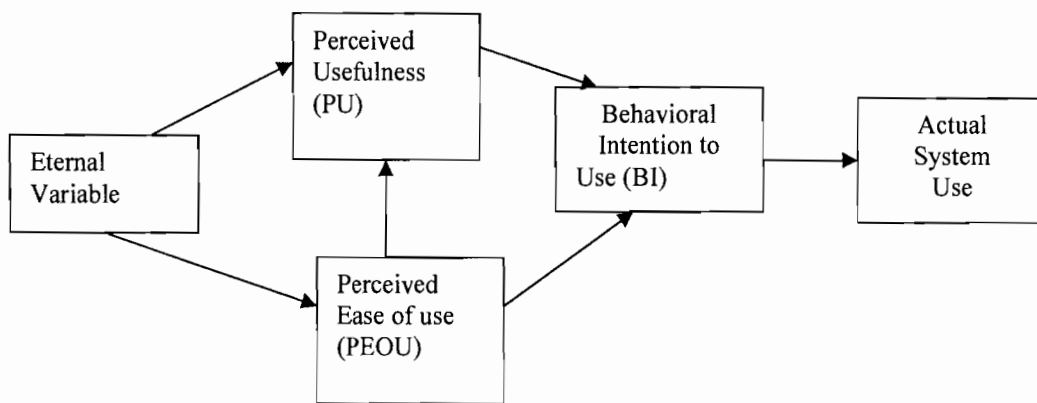 Eternal
Variable
Perceived
Usefulness
(PU)
Perceived
Ease of use
(PEOU)
Behavioral
Intention to
Use (BI)
Actual
System
Use